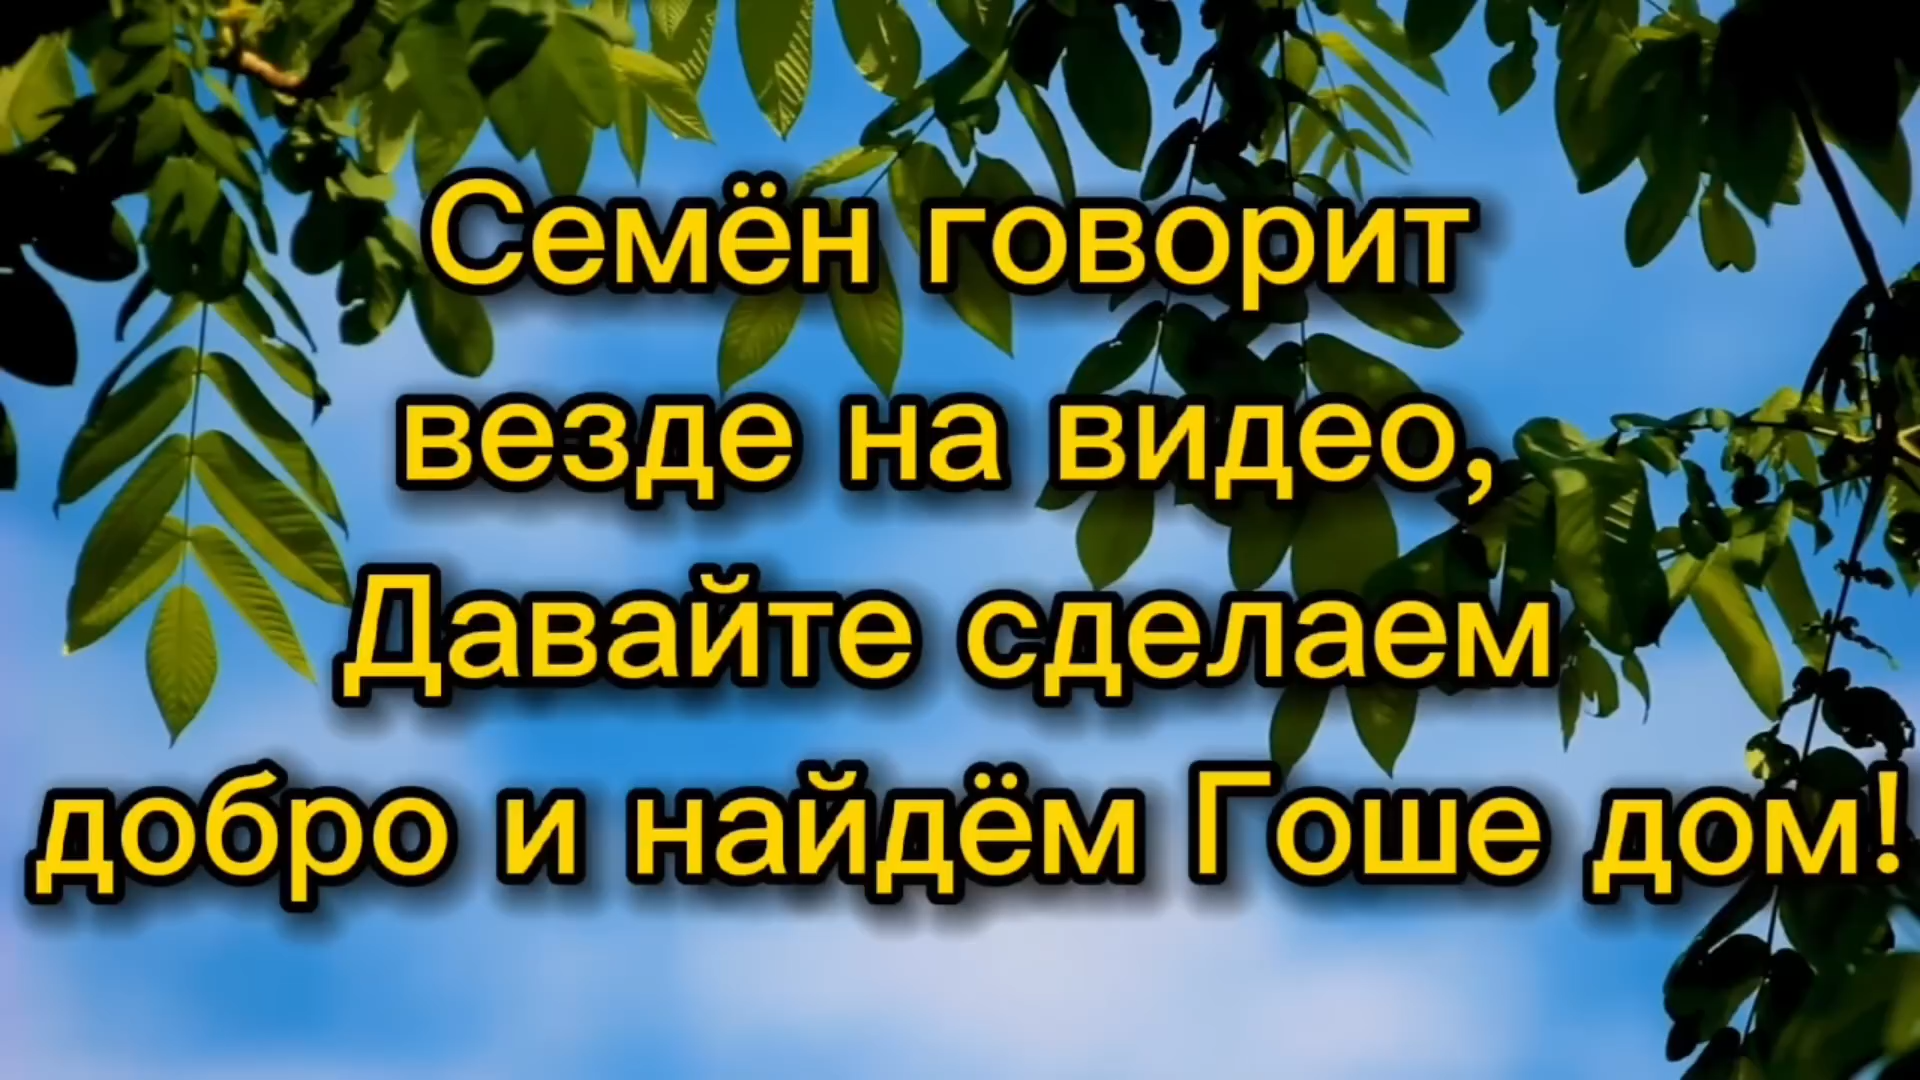 Семён говорит
везде на видео,
Давайте сделаем
добро и найдём Гоше дом!